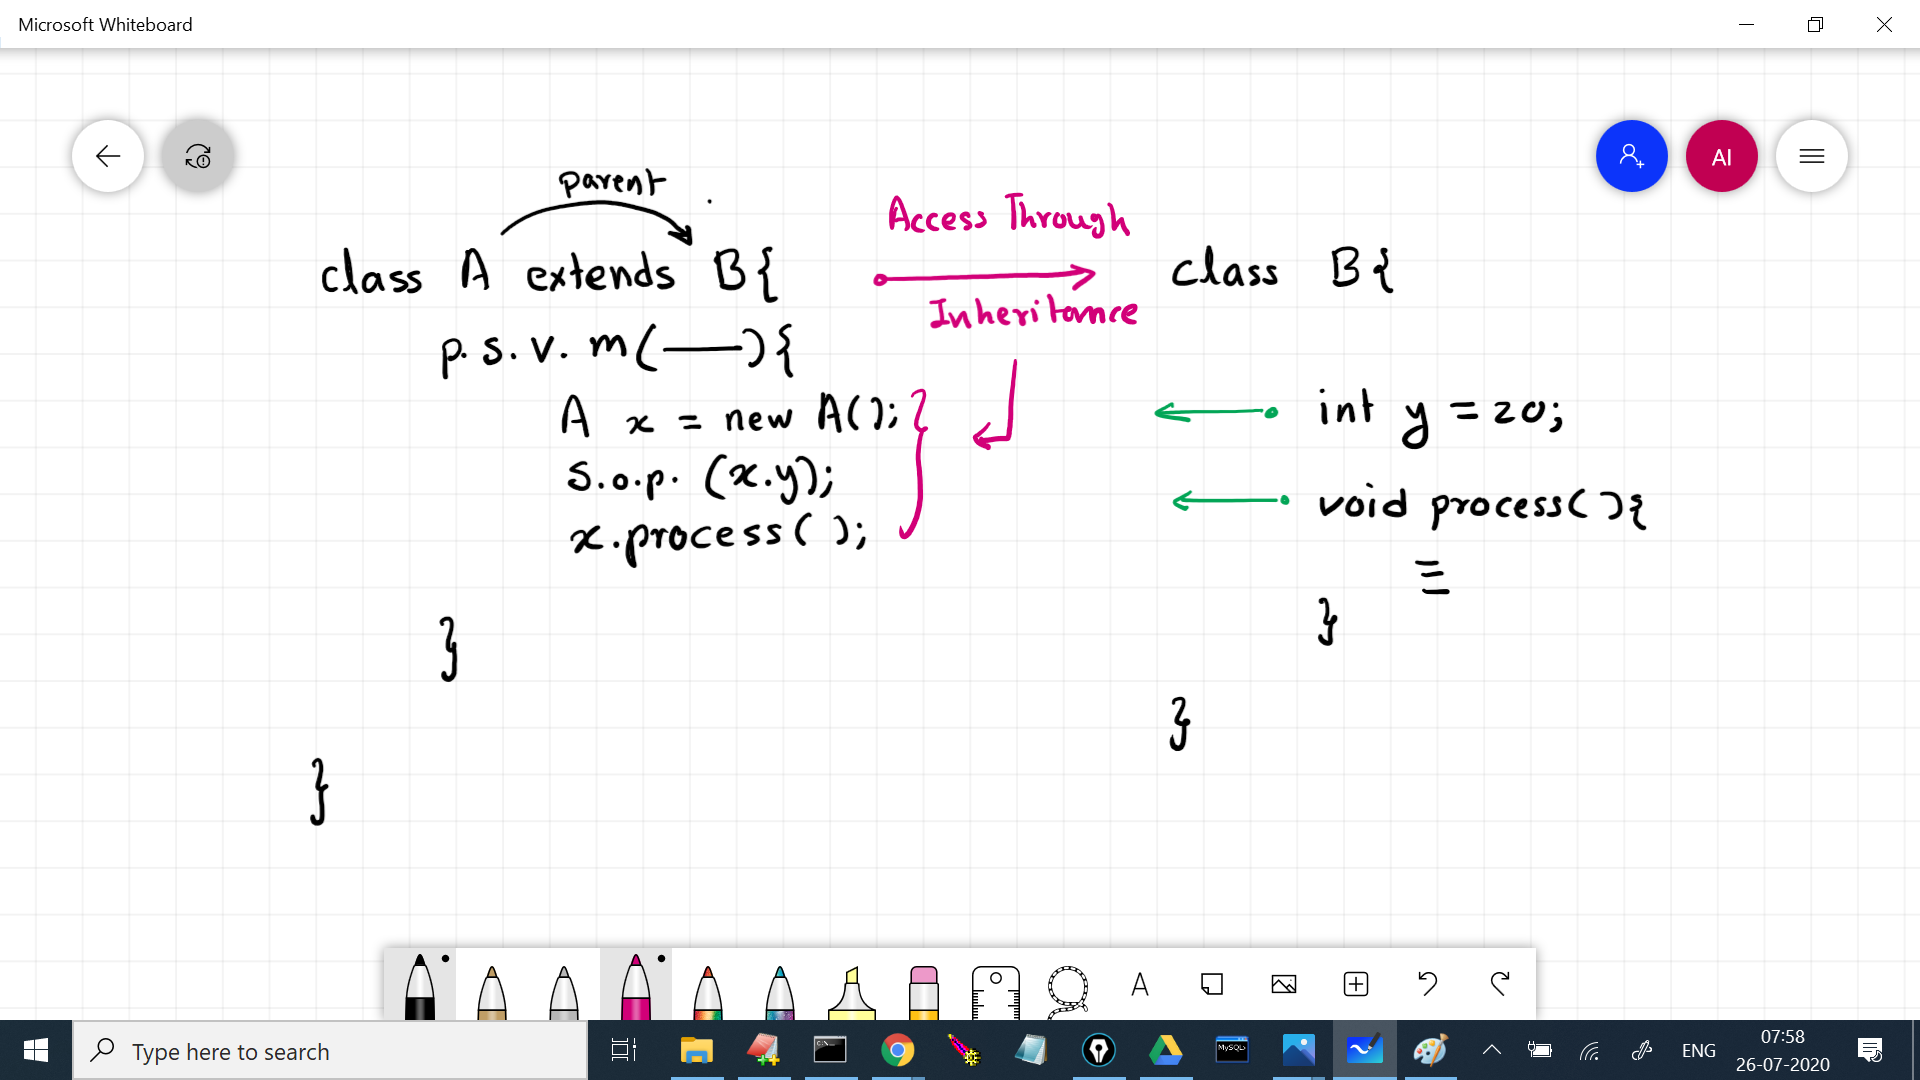 Microsoft Whiteboard
AI
parent
class A extends B{
p.s.v. m(——){
A x = new A();
S.o.p. (x.y);
x.process( );
}
}
Access Through
Inheritance
class B{
int y = 20;
void process( ){
}
}
A
Type here to search
MySQL
ENG
07:58
26-07-2020